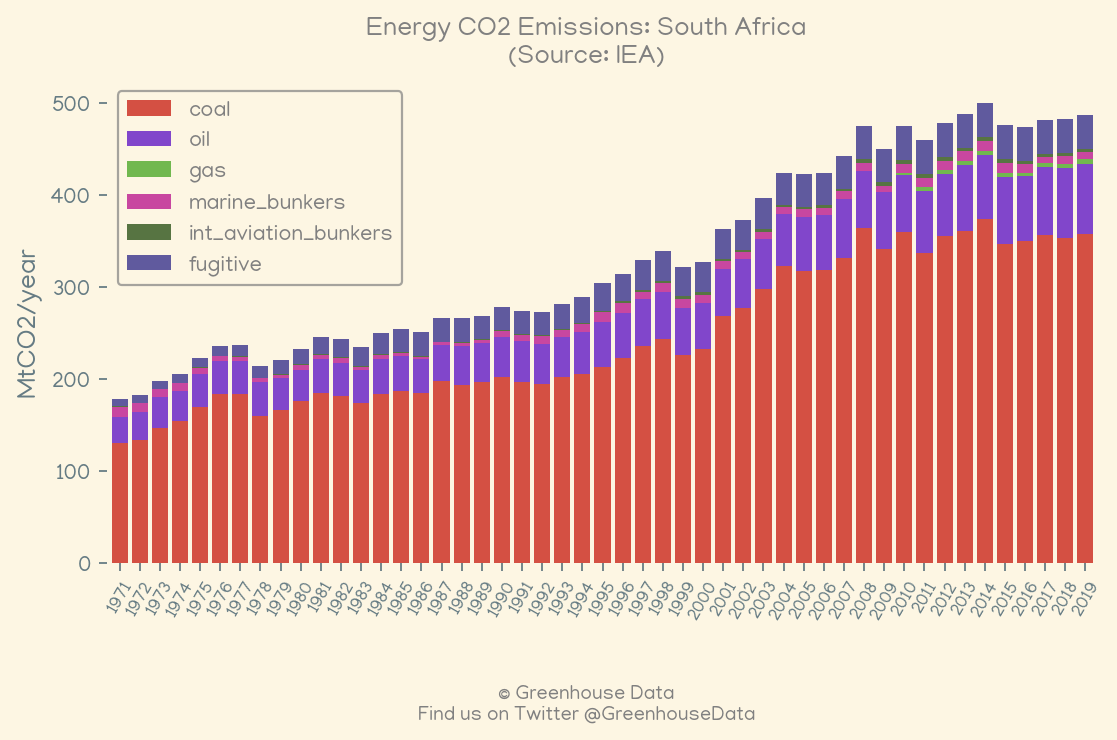 Energy CO2 Emissions: South Africa
(Source: IEA)
MtCO2/year
500
400
300
200
100
0
coal
oil
gas
marine_bunkers
int_aviation_bunkers
fugitive
1971 1972 1973 1974 1975 1976 1977 1978 1979 1980 1981 1982 1983 1984 1985 1986 1987 1988 1989 1990 1991 1992 1993 1994 1995 1996 1997 1998 1999 2000 2001 2002 2003 2004 2005 2006 2007 2008 2009 2010 2011 2012 2013 2014 2015 2016 2017 2018 2019
© Greenhouse Data
Find us on Twitter @GreenhouseData